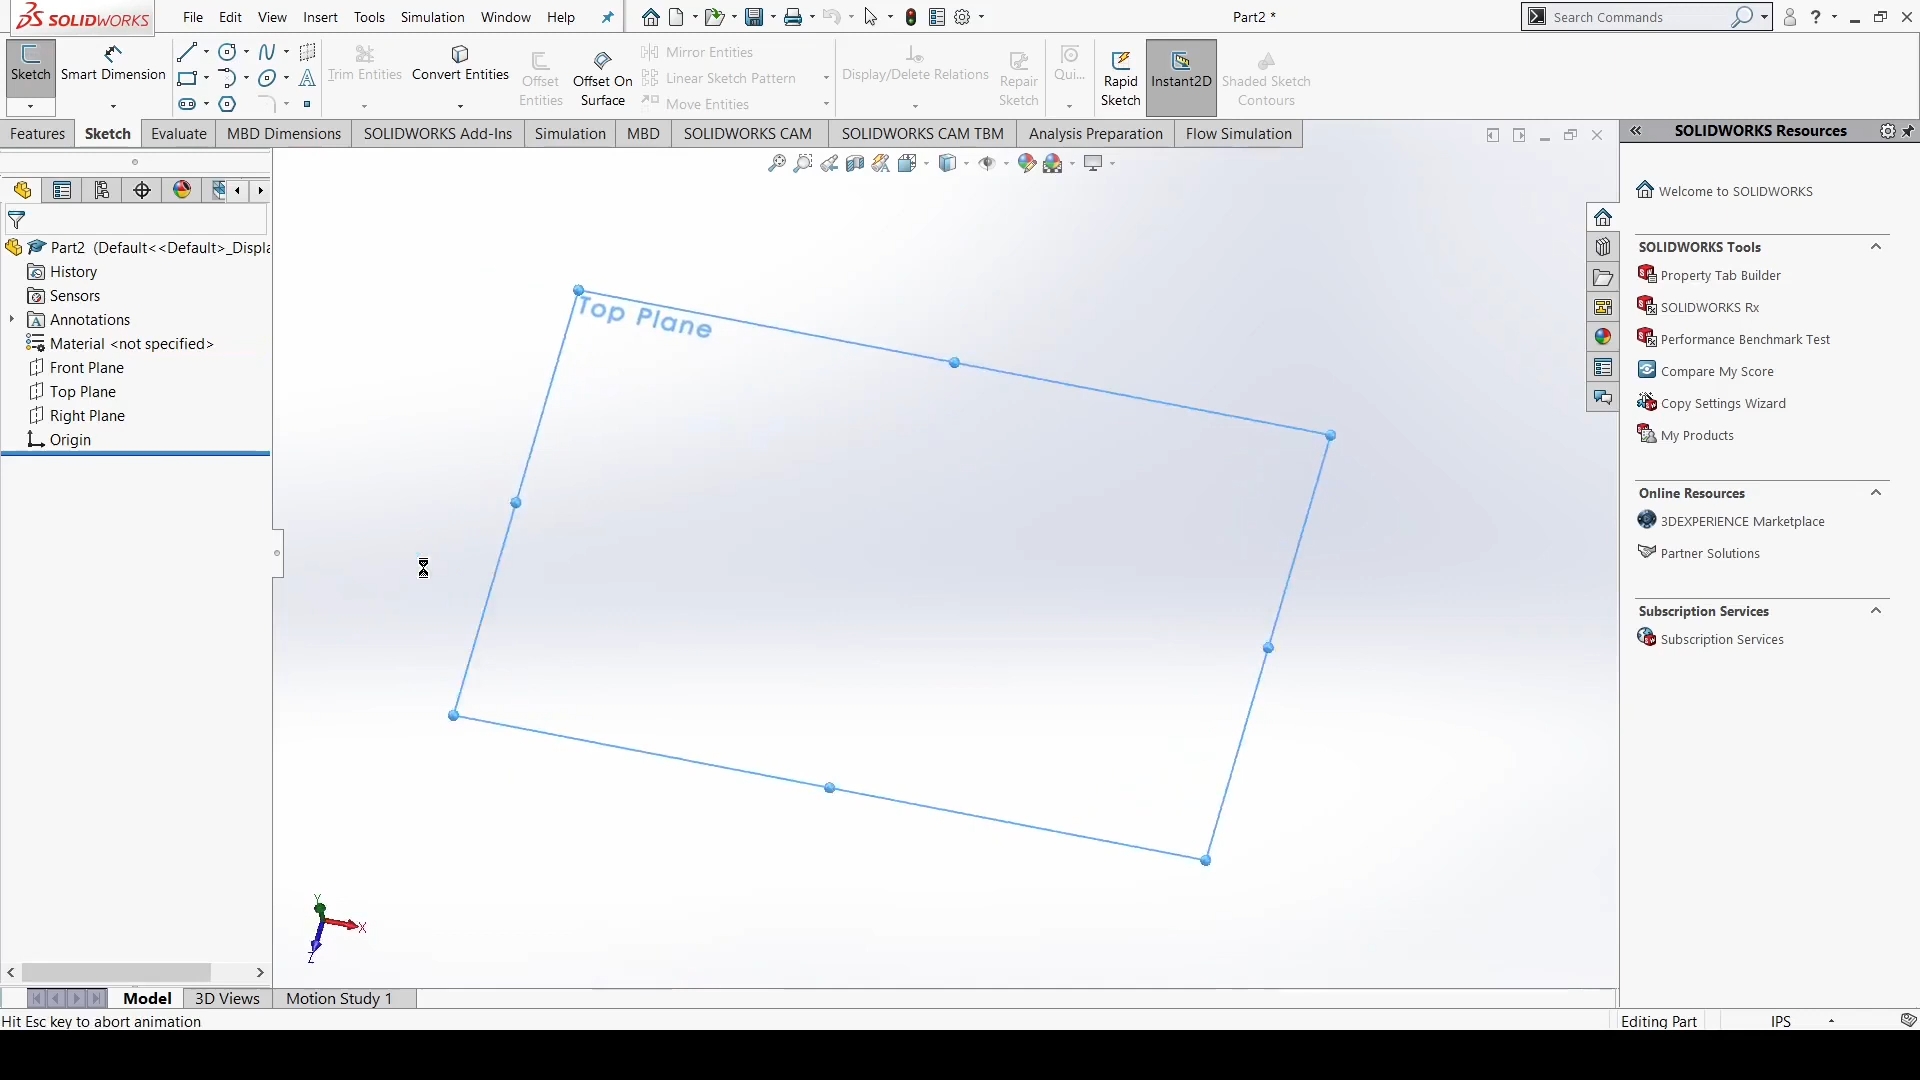 SOLIDWORKS File Edit View Insert Tools Simulation Window Help Part2 * Search Commands ?
Sketch Smart Dimension Trim Entities Convert Entities Offset Entities Offset On Surface Mirror Entities Display/Delete Relations Repair Sketch Qui... Rapid Sketch Instant2D Shaded Sketch Contours
Linear Sketch Pattern
Move Entities
Features Sketch Evaluate MBD Dimensions SOLIDWORKS Add-Ins Simulation MBD SOLIDWORKS CAM SOLIDWORKS CAM TBM Analysis Preparation Flow Simulation
Part2 (Default<<Default>_Displa
History
Sensors
Annotations
Material <not specified>
Front Plane
Top Plane
Right Plane
Origin
Top Plane
Y
X
Z
SOLIDWORKS Resources
Welcome to SOLIDWORKS
SOLIDWORKS Tools
Property Tab Builder
SOLIDWORKS Rx
Performance Benchmark Test
Compare My Score
Copy Settings Wizard
My Products
Online Resources
3DEXPERIENCE Marketplace
Partner Solutions
Subscription Services
Subscription Services
Model 3D Views Motion Study 1
Hit Esc key to abort animation Editing Part IPS